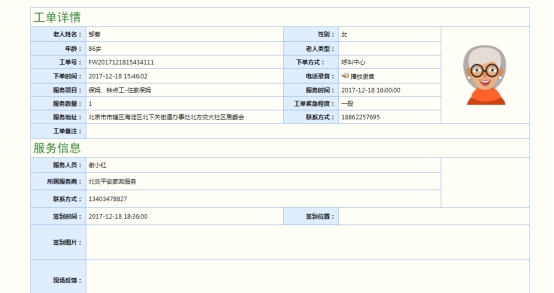 工单详情
老人姓名： 邹春 性别： 女
年龄： 86岁 老人类型：
工单号： FW2017121815434111 下单方式： 呼叫中心
下单时间： 2017-12-18 15:46:02 电话录音： 播放录音
服务项目： 保姆、钟点工-住家保姆 服务时间： 2017-12-18 16:00:00
服务数量： 1 工单紧急程度： 一般
服务地址： 北京市市辖区海淀区北下关街道办事处北方交大社区居委会 联系方式： 18862257695
工单备注：
服务信息
服务人员： 谢小红
所属服务商： 北交平安家政服务
联系方式： 13403478827
签到时间： 2017-12-18 18:36:00 签到位置：
签到图片：
现场反馈：